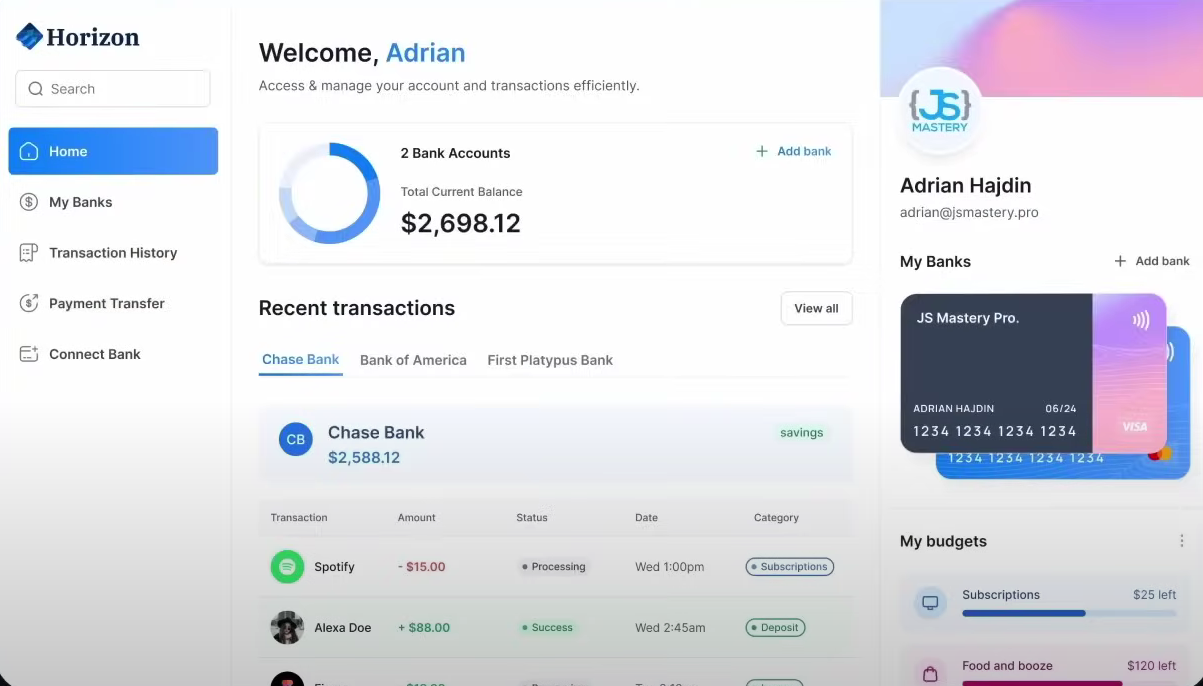 Horizon
Search
Home
My Banks
Transaction History
Payment Transfer
Connect Bank
Welcome, Adrian
Access & manage your account and transactions efficiently.
2 Bank Accounts
+ Add bank
Total Current Balance
$2,698.12
Recent transactions
View all
Chase Bank Bank of America First Platypus Bank
CB
Chase Bank
savings
$2,588.12
Transaction Amount Status Date Category
Spotify - $15.00 Processing Wed 1:00pm Subscriptions
Alexa Doe + $88.00 Success Wed 2:45am Deposit
{JS}
MASTERY
Adrian Hajdin
adrian@jsmastery.pro
My Banks
+ Add bank
JS Mastery Pro.
ADRIAN HAJDIN 06/24
1234 1234 1234 1234
VISA
1234 1234 1234 1234
My budgets
Subscriptions $25 left
Food and booze $120 left